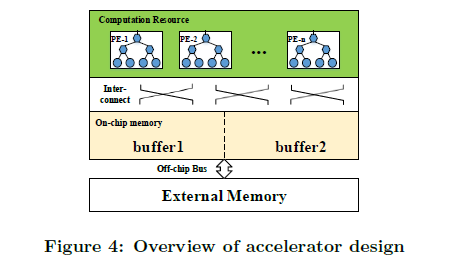 Computation Resource
PE-1 PE-2 ... PE-n
Inter-
connect
On-chip memory
buffer1 buffer2
Off-chip Bus
External Memory
Figure 4: Overview of accelerator design